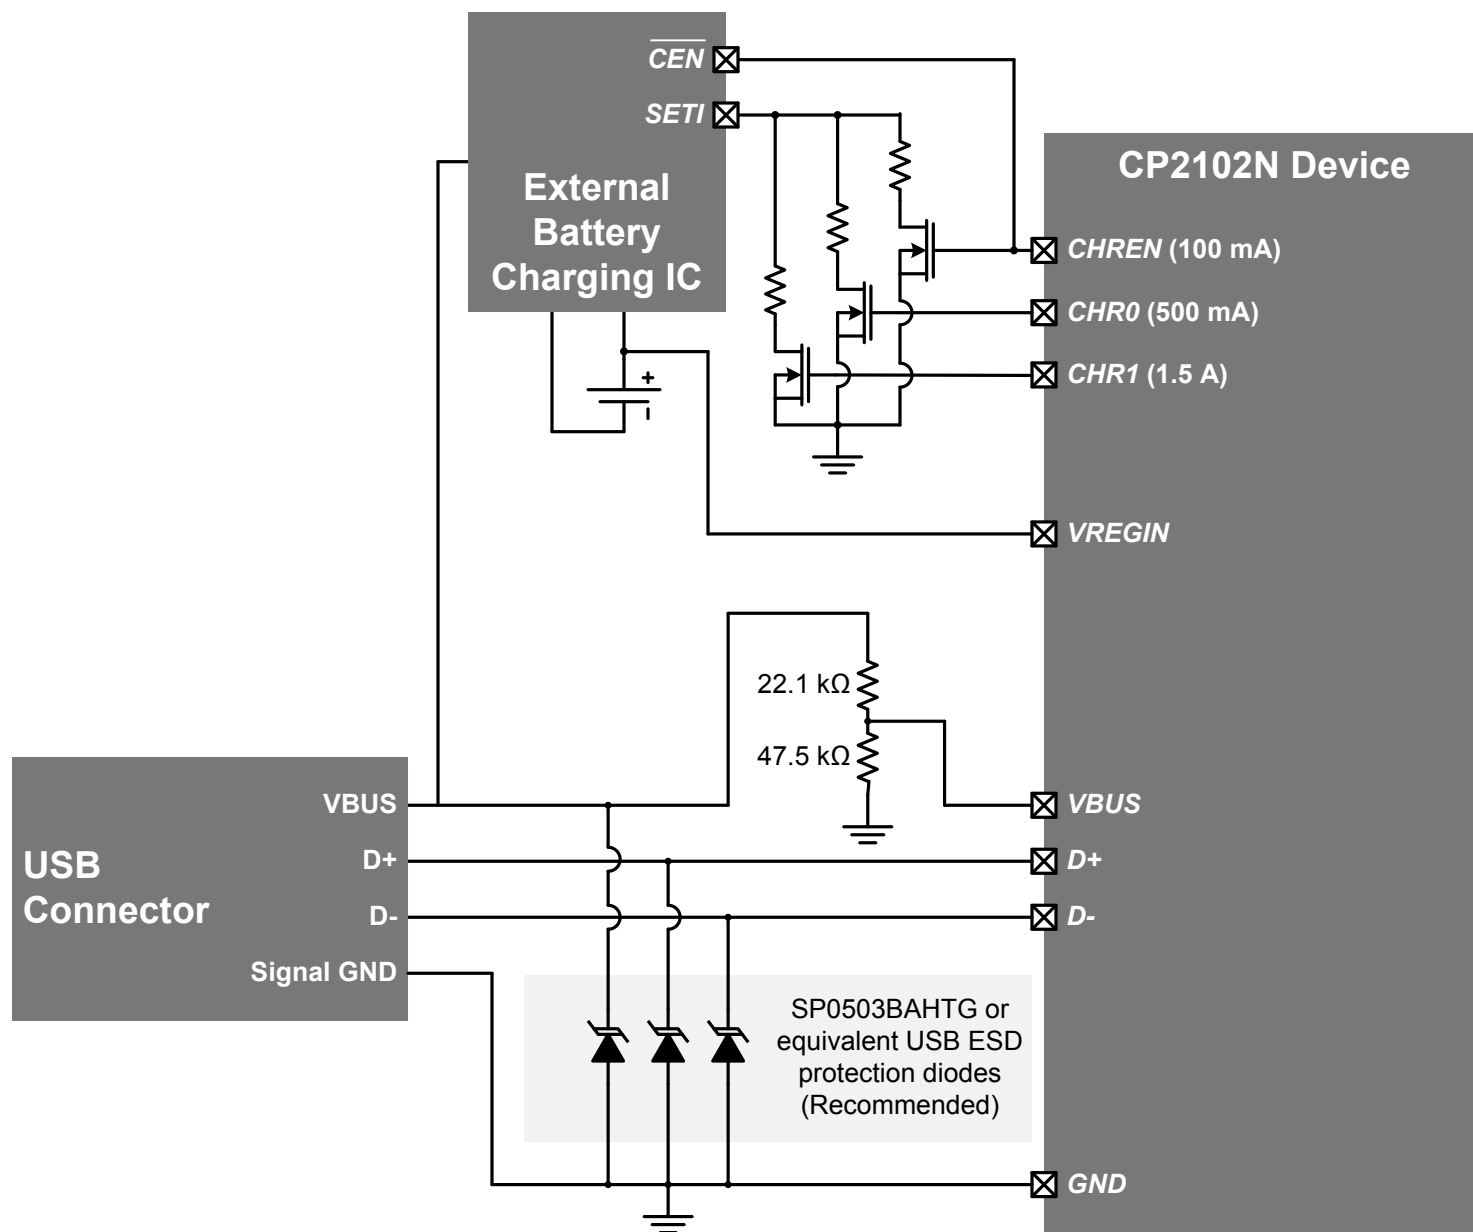 CEN
SETI
External
Battery
Charging IC
CP2102N Device
CHREN (100 mA)
CHR0 (500 mA)
CHR1 (1.5 A)
+
VREGIN
22.1 kΩ
47.5 kΩ
VBUS
USB
Connector
VBUS
D+
D-
Signal GND
D+
D-
SP0503BAHTG or
equivalent USB ESD
protection diodes
(Recommended)
GND